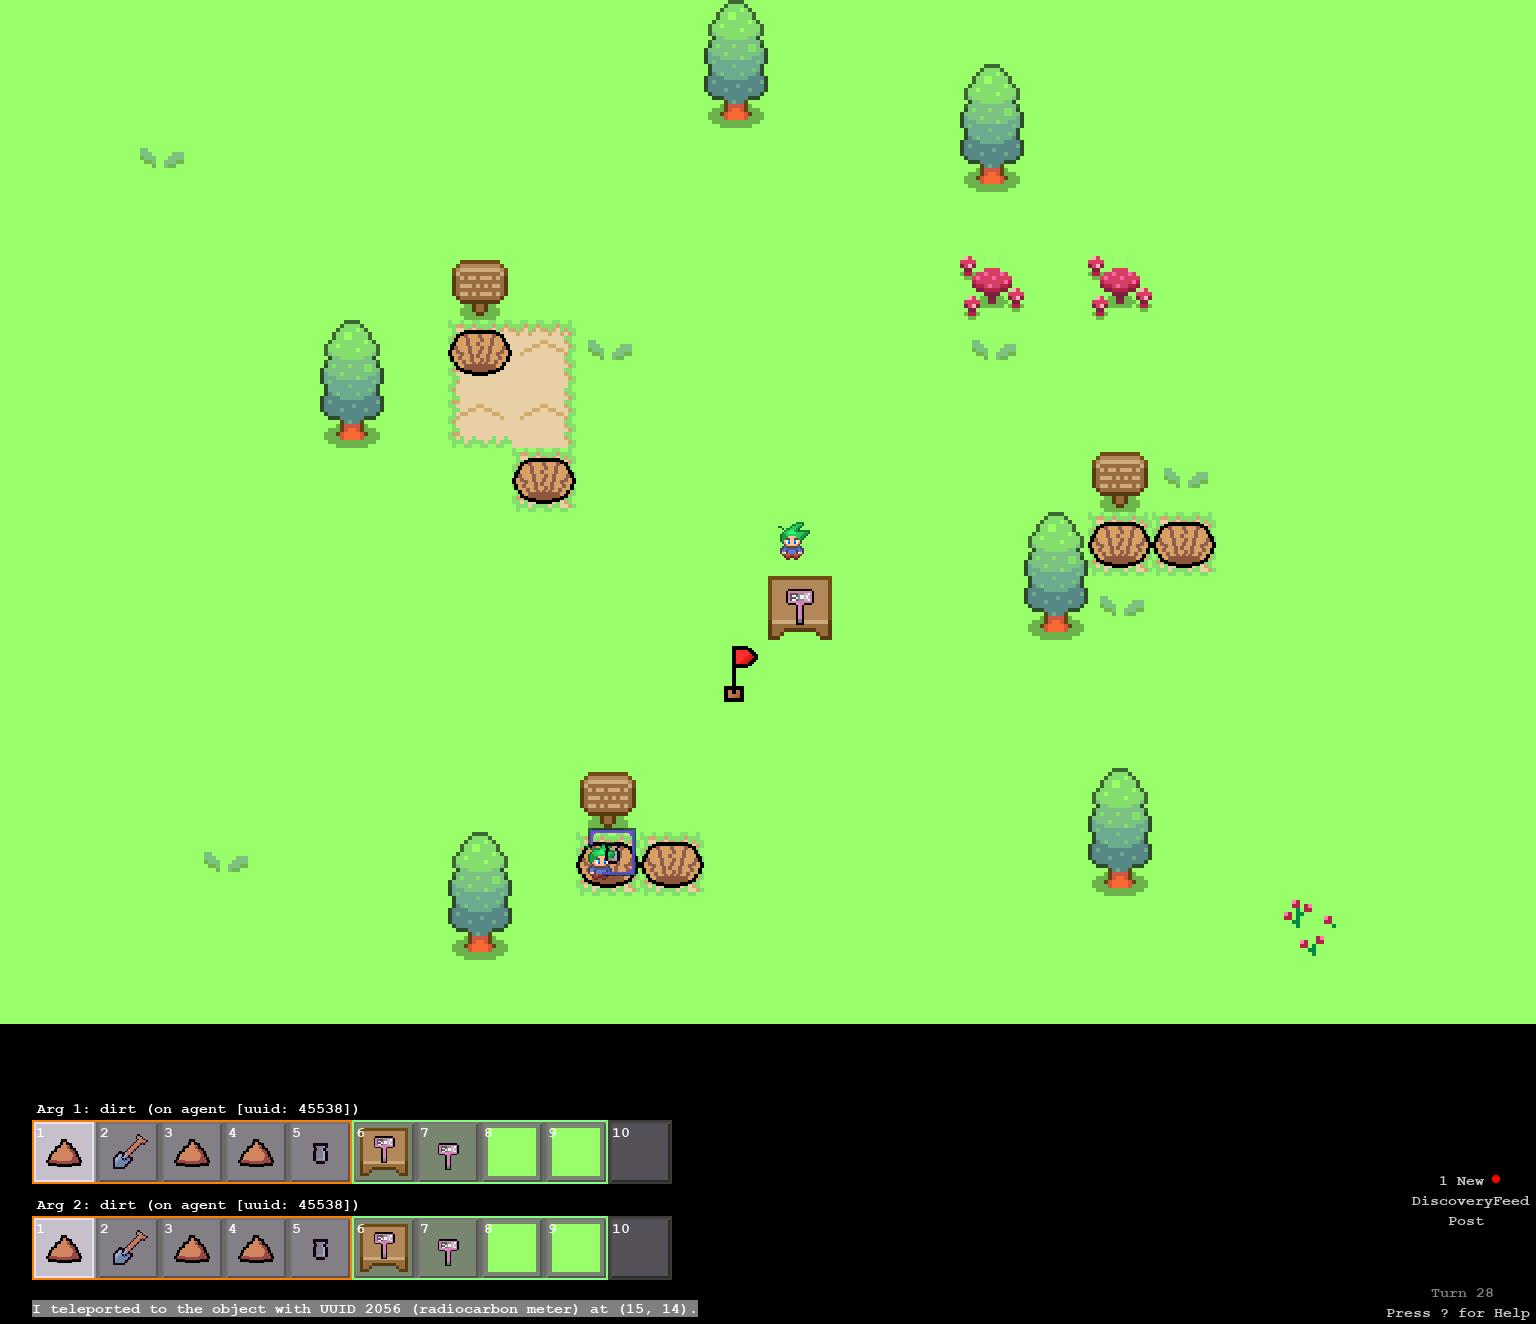 Arg 1: dirt (on agent [uuid: 45538])
1 2 3 4 5 6 7 8 9 10
Arg 2: dirt (on agent [uuid: 45538])
1 2 3 4 5 6 7 8 9 10
I teleported to the object with UUID 2056 (radiocarbon meter) at (15, 14).
1 New
DiscoveryFeed
Post
Turn 28
Press ? for Help